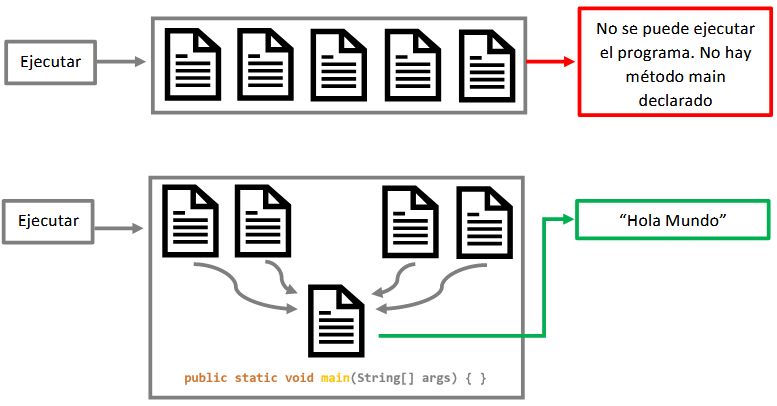 Ejecutar
No se puede ejecutar
el programa. No hay
método main
declarado
Ejecutar
“Hola Mundo”
public static void main(String[] args) { }